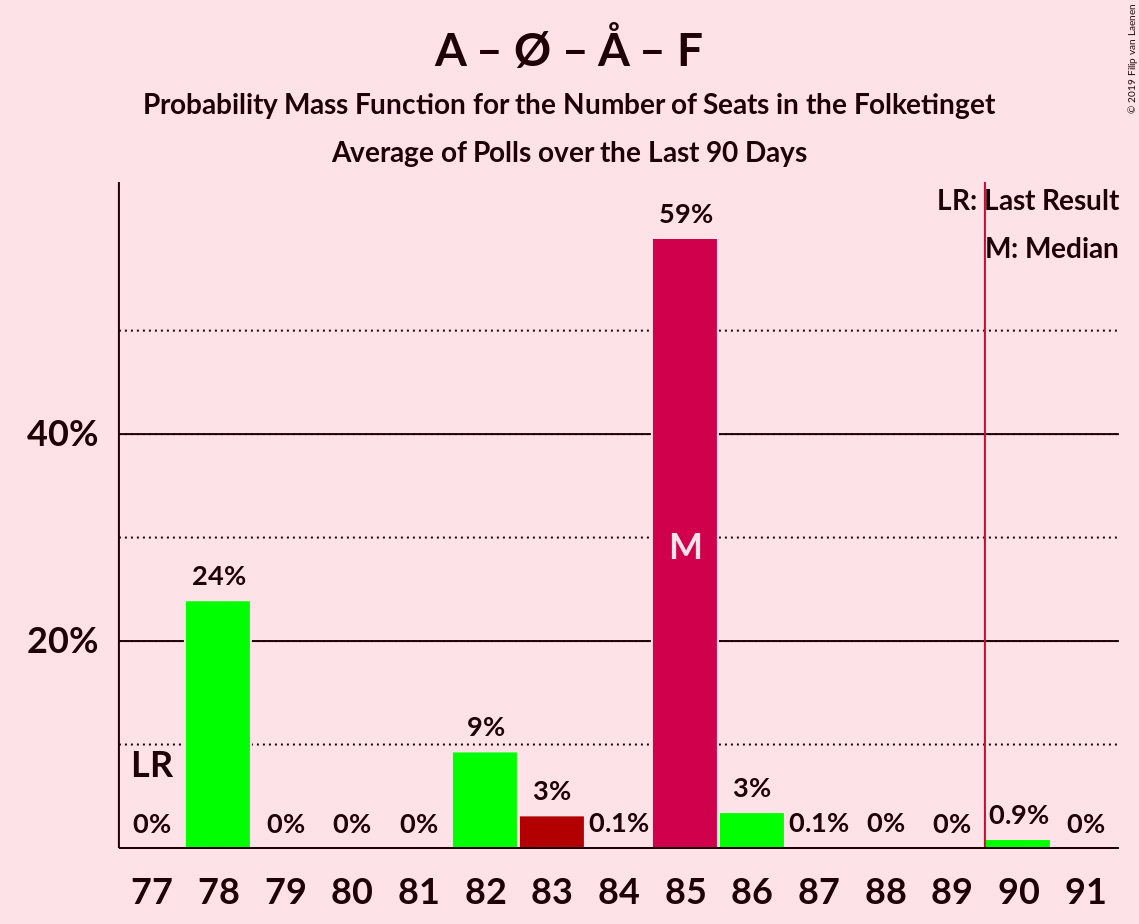 A – Ø – Å – F
Probability Mass Function for the Number of Seats in the Folketinget
Average of Polls over the Last 90 Days
© 2019 Filip van Laenen
LR: Last Result
M: Median
59%
40%
M
24%
20%
9%
LR
3%
3%
0%
0%
0%
0%
0.1%
0.1%
0%
0%
0.9%
0%
77 78 79 80 81 82 83 84 85 86 87 88 89 90 91